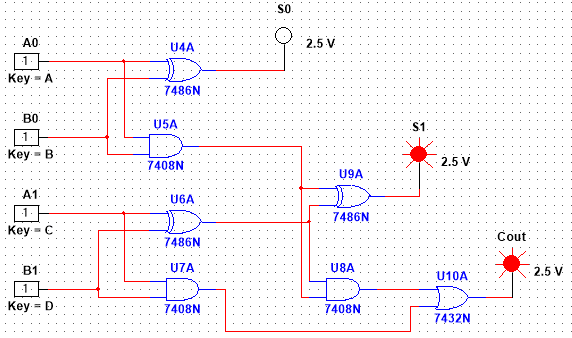 S0
2.5 V
A0
1
Key = A
U4A
7486N
B0
1
Key = B
U5A
7408N
S1
2.5 V
A1
1
Key = C
U6A
7486N
U9A
7486N
B1
1
Key = D
U7A
7408N
U8A
7408N
U10A
7432N
Cout
2.5 V